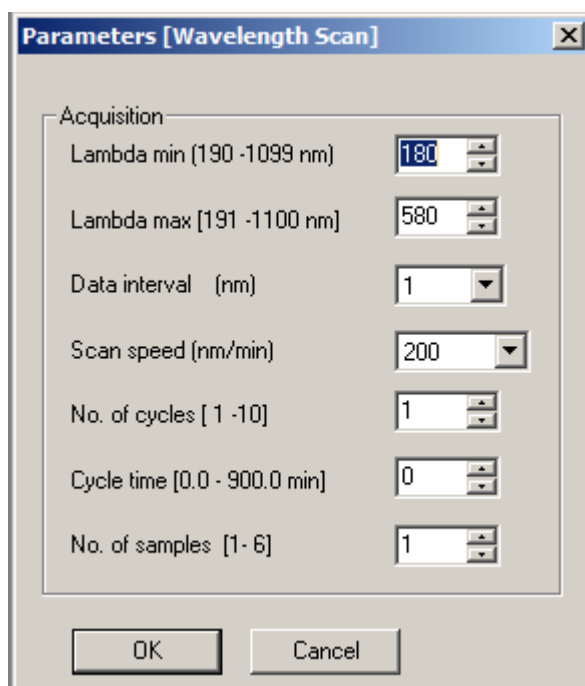 Parameters [Wavelength Scan]
Acquisition
Lambda min (190 -1099 nm) 180
Lambda max [191 -1100 nm] 580
Data interval (nm) 1
Scan speed (nm/min) 200
No. of cycles [ 1 -10] 1
Cycle time [0.0 - 900.0 min] 0
No. of samples [1- 6] 1
OK Cancel